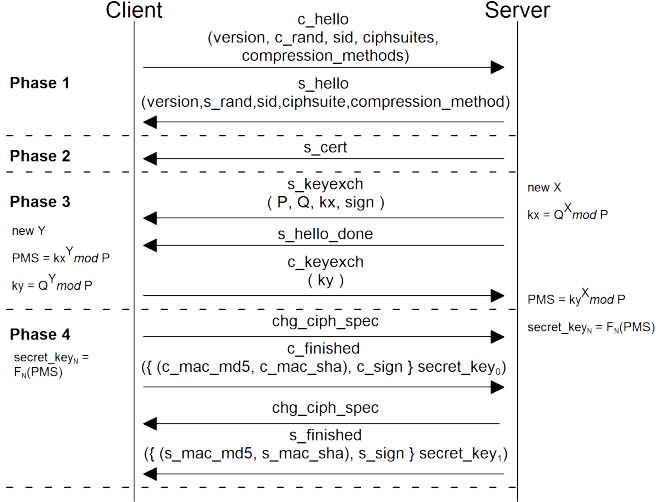 Client
Server
c_hello
(version, c_rand, sid, ciphsuites,
compression_methods)
Phase 1
s_hello
(version,s_rand,sid,ciphsuite,compression_method)
Phase 2
s_cert
Phase 3
s_keyexch
( P, Q, kx, sign )
new X
kx = Q^X mod P
new Y
s_hello_done
PMS = kx^Y mod P
c_keyexch
ky = Q^Y mod P
( ky )
PMS = ky^X mod P
Phase 4
chg_ciph_spec
secret_key_N = F_N(PMS)
secret_key_N =
F_N(PMS)
c_finished
({ (c_mac_md5, c_mac_sha), c_sign } secret_key_0)
chg_ciph_spec
s_finished
({ (s_mac_md5, s_mac_sha), s_sign } secret_key_1)